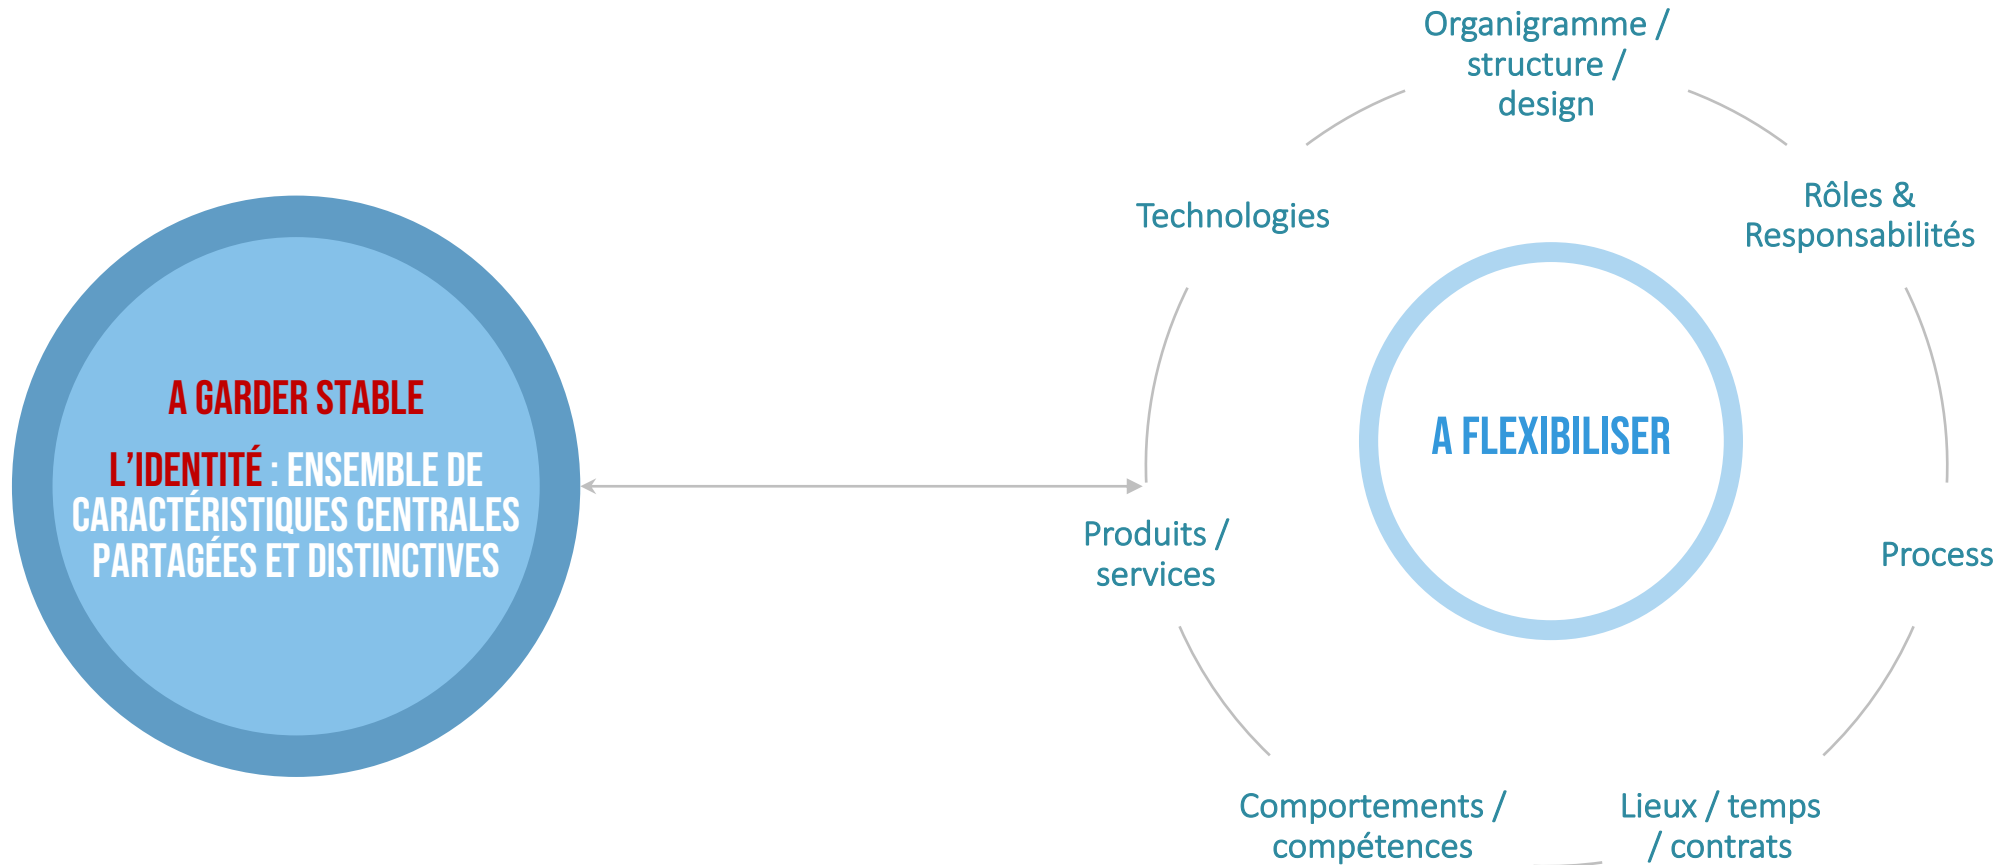 A GARDER STABLE
L'IDENTITÉ : ENSEMBLE DE
CARACTÉRISTIQUES CENTRALES
PARTAGÉES ET DISTINCTIVES
Organigramme /
structure /
design
Rôles &
Responsabilités
Process
Lieux / temps
/ contrats
Comportements /
compétences
Produits /
services
Technologies
A FLEXIBILISER